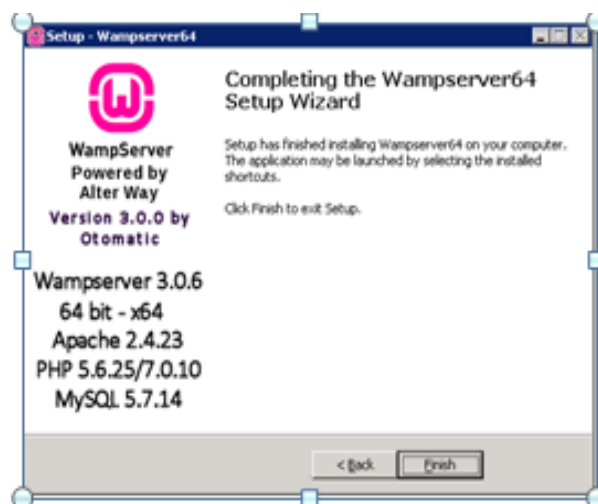 Setup - Wampserver64
Completing the Wampserver64
Setup Wizard
Setup has finished installing Wampserver64 on your computer.
The application may be launched by selecting the installed
shortcuts.
Click Finish to exit Setup.
WampServer
Powered by
Alter Way
Version 3.0.0 by
Otomatic
Wampserver 3.0.6
64 bit - x64
Apache 2.4.23
PHP 5.6.25/7.0.10
MySQL 5.7.14
< Back
Finish